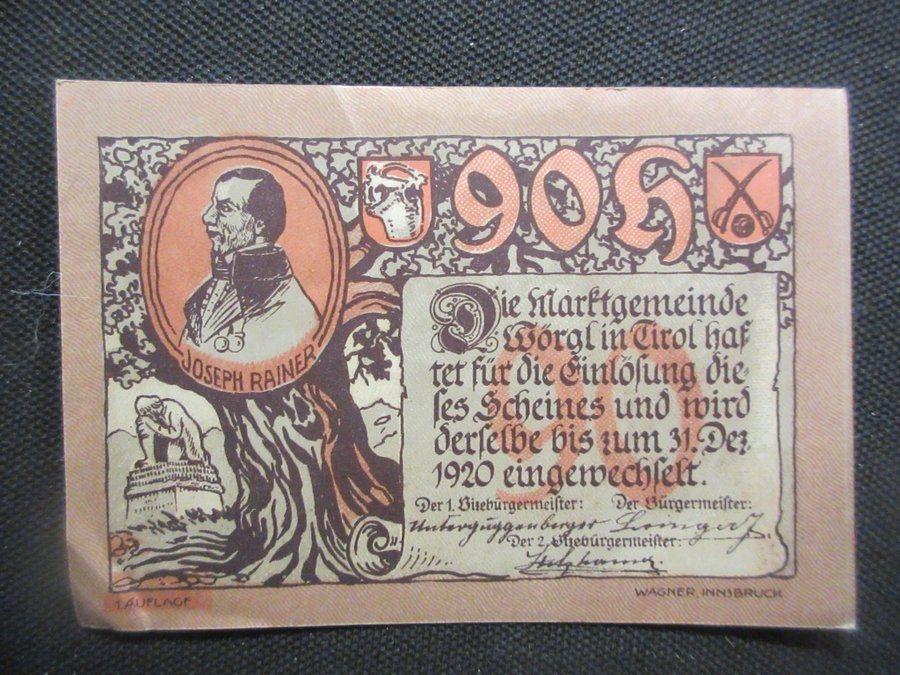 90 H
JOSEPH RAINER
Die Marktgemeinde
Wörgl in Tirol haf
tet für die Einlösung die-
ses Scheines und wird
derselbe bis zum 31. Dez.
1920 eingewechselt.
90
Der 1. Vizebürgermeister: Der Bürgermeister:
Unterguggenberger
Der 2. Vizebürgermeister:
1. AUFLAGE
WAGNER, INNSBRUCK